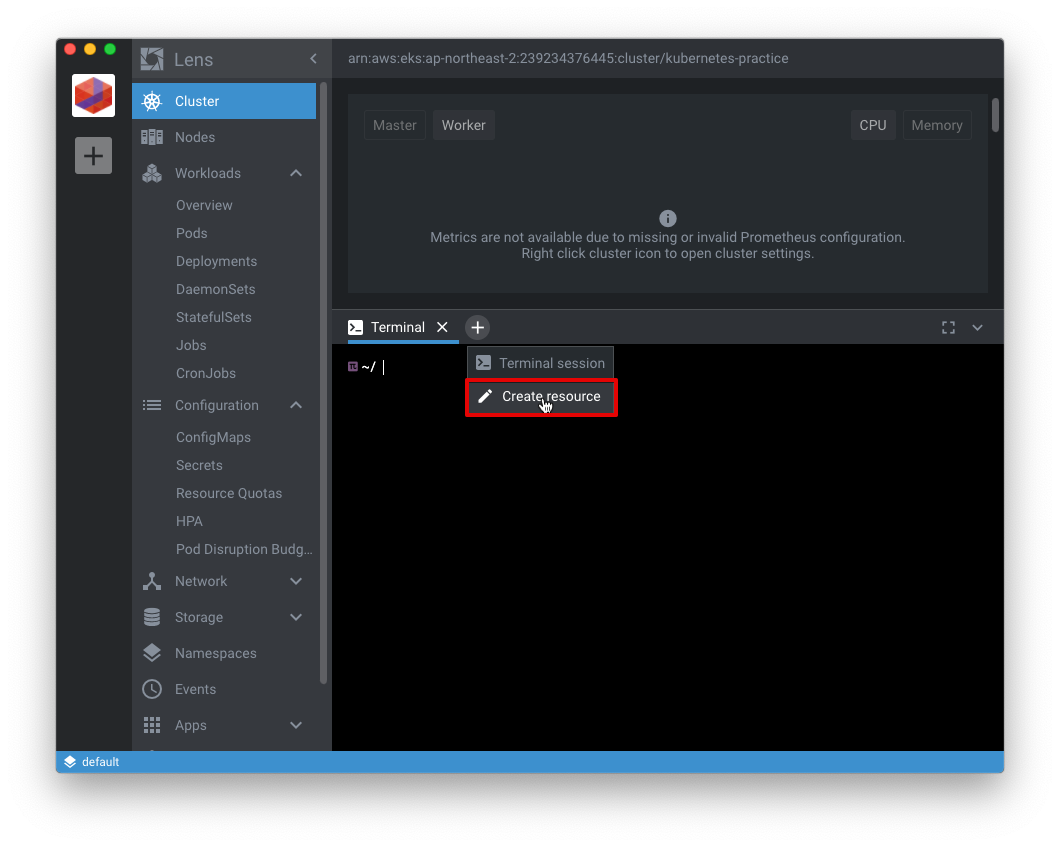 Lens
arn:aws:eks:ap-northeast-2:239234376445:cluster/kubernetes-practice
Cluster
Nodes
Workloads
Overview
Pods
Deployments
DaemonSets
StatefulSets
Jobs
CronJobs
Configuration
ConfigMaps
Secrets
Resource Quotas
HPA
Pod Disruption Budg...
Network
Storage
Namespaces
Events
Apps
Master Worker CPU Memory
Metrics are not available due to missing or invalid Prometheus configuration.
Right click cluster icon to open cluster settings.
Terminal
~/
Terminal session
Create resource
default